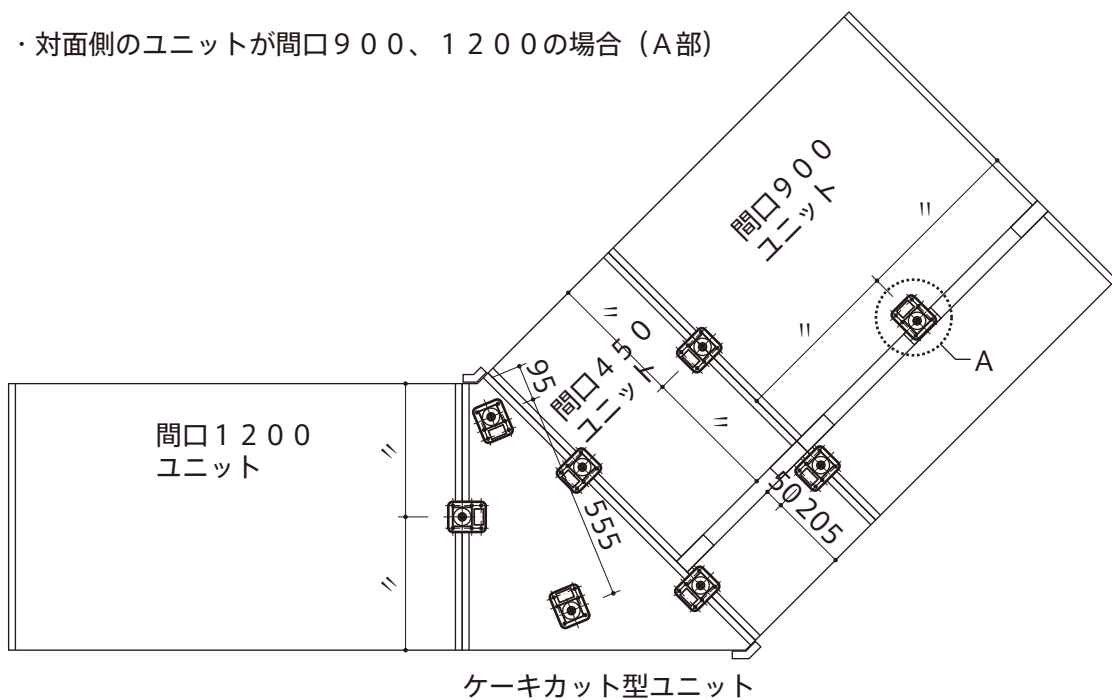 ・対面側のユニットが間口９００、１２００の場合（Ａ部）
間口９００
ユニット
〃
〃
A
〃
間口４５０
ユニット
〃
95
間口１２００
ユニット
〃
〃
555
50
205
ケーキカット型ユニット